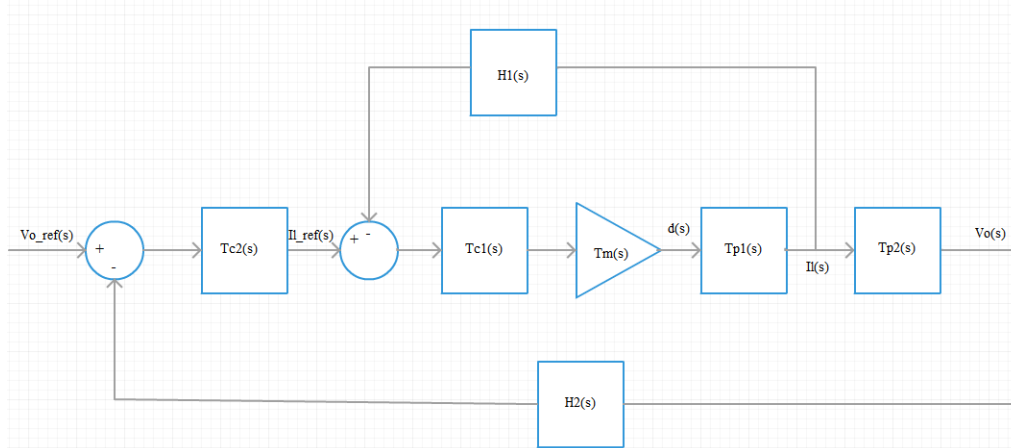 H1(s)
Vo_ref(s)
+
-
Tc2(s)
Il_ref(s)
+
-
Tc1(s)
Tm(s)
d(s)
Tp1(s)
Il(s)
Tp2(s)
Vo(s)
H2(s)